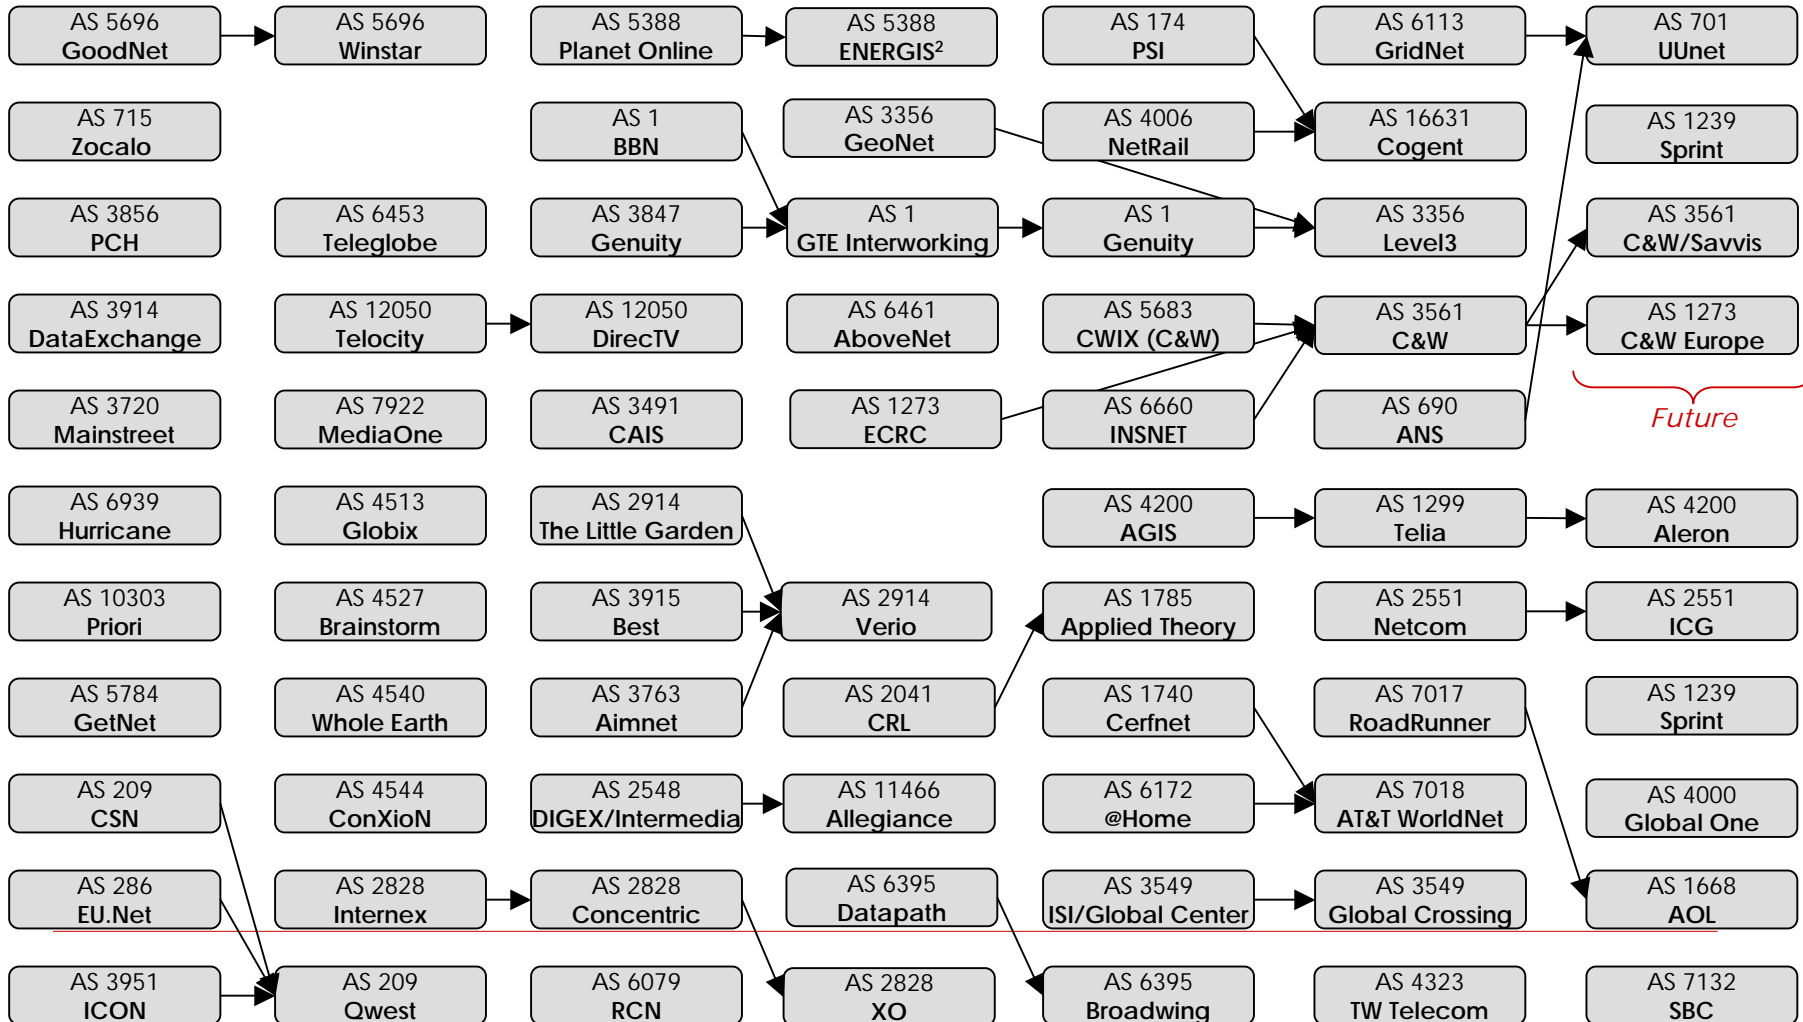 AS 5696
GoodNet
AS 5696
Winstar
AS 5388
Planet Online
AS 5388
ENERGIS²
AS 174
PSI
AS 6113
GridNet
AS 701
UUnet
AS 715
Zocalo
AS 1
BBN
AS 3356
GeoNet
AS 4006
NetRail
AS 16631
Cogent
AS 1239
Sprint
AS 3856
PCH
AS 6453
Teleglobe
AS 3847
Genuity
AS 1
GTE Interworking
AS 1
Genuity
AS 3356
Level3
AS 3561
C&W/Savvis
AS 3914
DataExchange
AS 12050
Telocity
AS 12050
DirecTV
AS 6461
AboveNet
AS 5683
CWIX (C&W)
AS 3561
C&W
AS 1273
C&W Europe
AS 3720
Mainstreet
AS 7922
MediaOne
AS 3491
CAIS
AS 1273
ECRC
AS 6660
INSNET
AS 690
ANS
Future
AS 6939
Hurricane
AS 4513
Globix
AS 2914
The Little Garden
AS 4200
AGIS
AS 1299
Telia
AS 4200
Aleron
AS 10303
Priori
AS 4527
Brainstorm
AS 3915
Best
AS 2914
Verio
AS 1785
Applied Theory
AS 2551
Netcom
AS 2551
ICG
AS 5784
GetNet
AS 4540
Whole Earth
AS 3763
Aimnet
AS 2041
CRL
AS 1740
Cerfnet
AS 7017
RoadRunner
AS 1239
Sprint
AS 209
CSN
AS 4544
ConXioN
AS 2548
DIGEX/Intermedia
AS 11466
Allegiance
AS 6172
@Home
AS 7018
AT&T WorldNet
AS 4000
Global One
AS 286
EU.Net
AS 2828
Internex
AS 2828
Concentric
AS 6395
Datapath
AS 3549
ISI/Global Center
AS 3549
Global Crossing
AS 1668
AOL
AS 3951
ICON
AS 209
Qwest
AS 6079
RCN
AS 2828
XO
AS 6395
Broadwing
AS 4323
TW Telecom
AS 7132
SBC